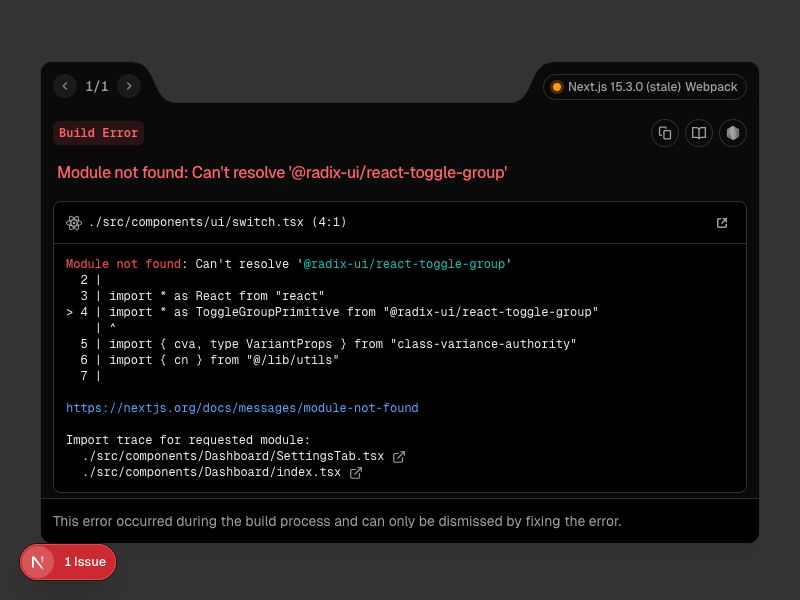 1/1
Next.js 15.3.0 (stale) Webpack
Build Error
Module not found: Can't resolve '@radix-ui/react-toggle-group'
./src/components/ui/switch.tsx (4:1)
Module not found: Can't resolve '@radix-ui/react-toggle-group'
  2 |
  3 | import * as React from "react"
> 4 | import * as ToggleGroupPrimitive from "@radix-ui/react-toggle-group"
    | ^
  5 | import { cva, type VariantProps } from "class-variance-authority"
  6 | import { cn } from "@/lib/utils"
  7 |
https://nextjs.org/docs/messages/module-not-found
Import trace for requested module:
./src/components/Dashboard/SettingsTab.tsx
./src/components/Dashboard/index.tsx
This error occurred during the build process and can only be dismissed by fixing the error.
N 1 Issue